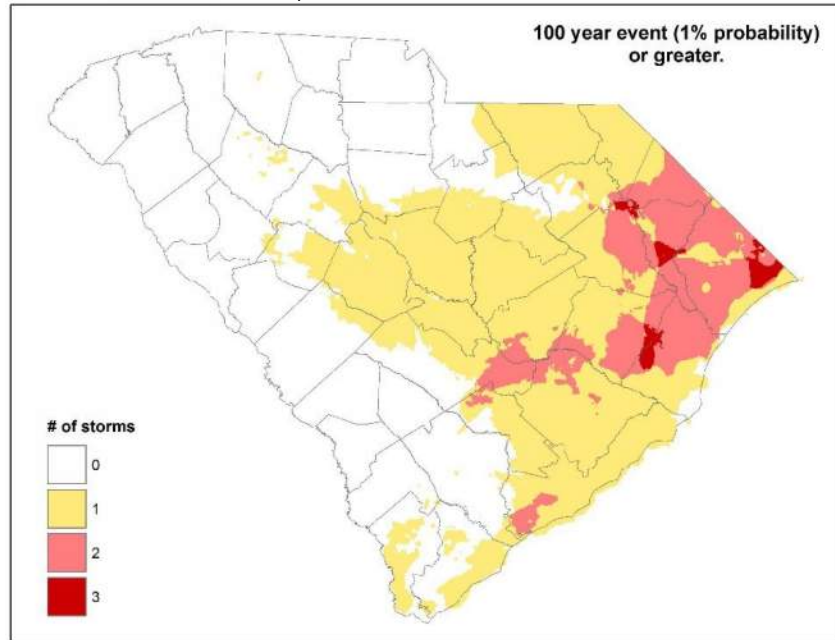 100 year event (1% probability)
or greater.
# of storms
0
1
2
3